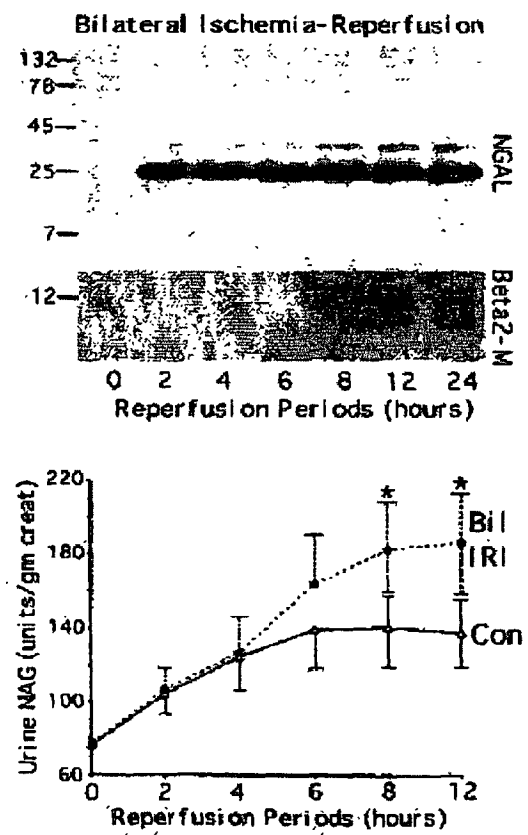 Bilateral Ischemia-Reperfusion
132
78
45
25
7
NGAL
12
Beta2-M
0 2 4 6 8 12 24
Reperfusion Periods (hours)
220
180
140
100
60
Urine NAG (units/gm creat)
* *
Bil
IRI
Con
0 2 4 6 8 12
Reperfusion Periods (hours)